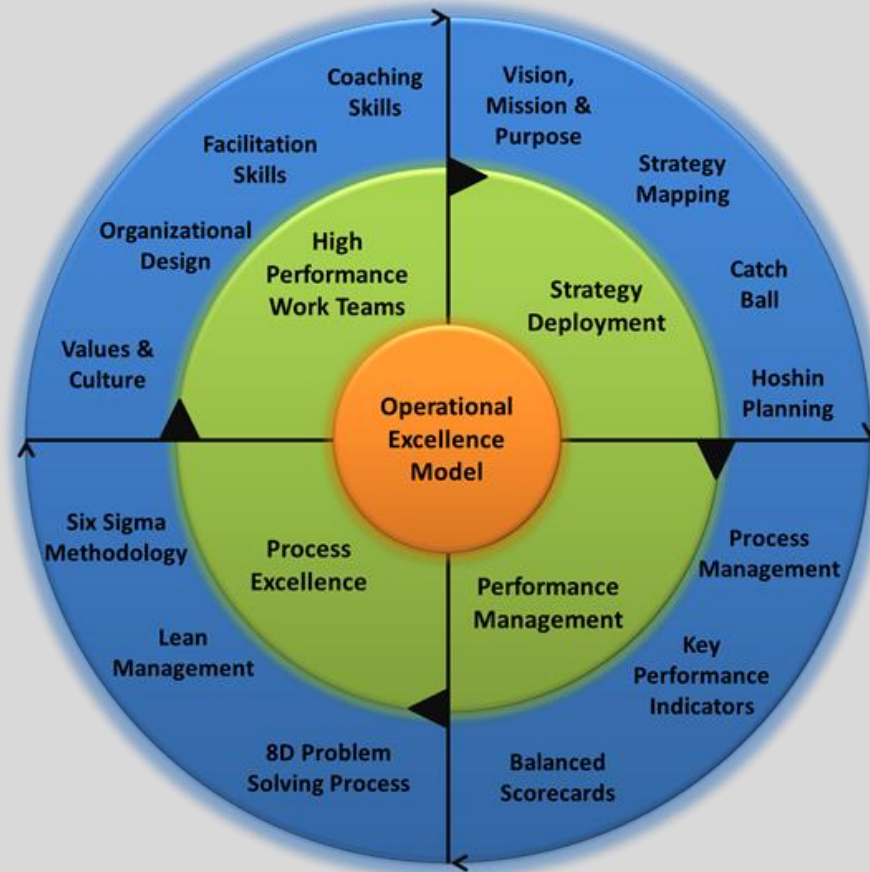 Coaching
Skills
Vision,
Mission &
Purpose
Facilitation
Skills
Strategy
Mapping
Organizational
Design
High
Performance
Work Teams
Catch
Ball
Strategy
Deployment
Values &
Culture
Hoshin
Planning
Operational
Excellence
Model
Six Sigma
Methodology
Process
Excellence
Process
Management
Performance
Management
Lean
Management
Key
Performance
Indicators
8D Problem
Solving Process
Balanced
Scorecards